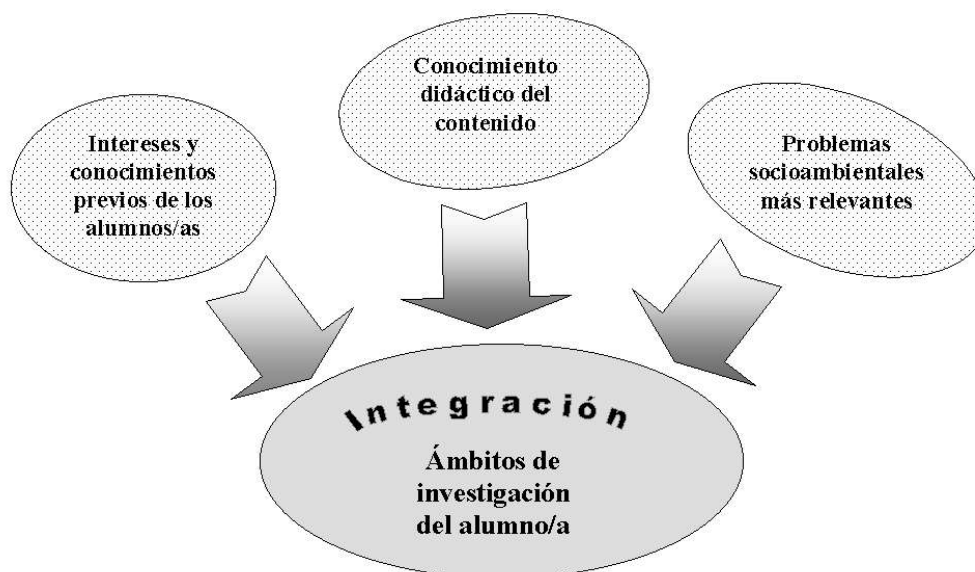 Conocimiento
didáctico del
contenido
Intereses y
conocimientos
previos de los
alumnos/as
Problemas
socioambientales
más relevantes
Integración
Ámbitos de
investigación
del alumno/a